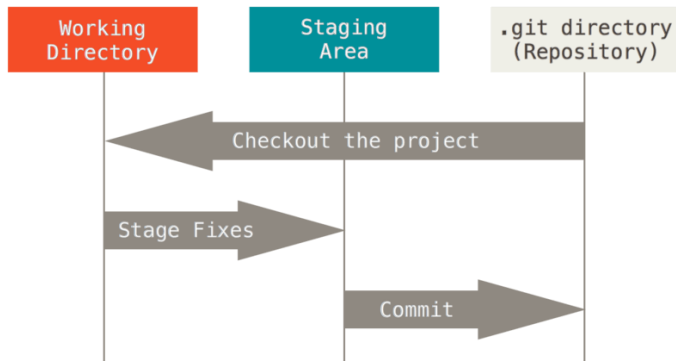 Working
Directory
Staging
Area
.git directory
(Repository)
Checkout the project
Stage Fixes
Commit